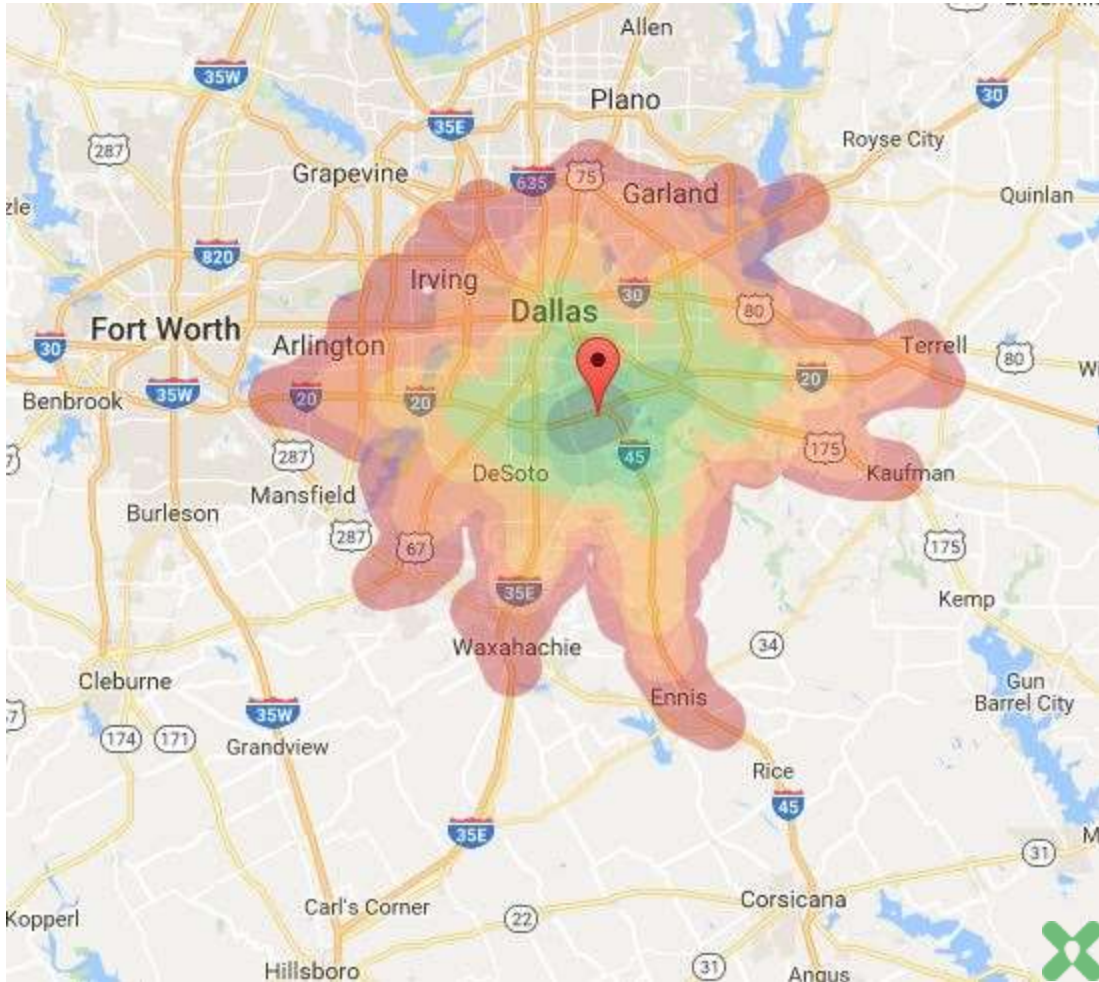 Allen
35W
Plano
30
35E
287
Royse City
Grapevine
635
75
Garland
Quinlan
zle
820
Irving
30
Dallas
80
Fort Worth
30
Arlington
Terrell
80
Wi
35W
20
20
20
Benbrook
287
45
175
DeSoto
Kaufman
Mansfield
Burleson
287
67
175
35E
Kemp
34
Waxahachie
Cleburne
Ennis
Gun
Barrel City
35W
174
171
Grandview
Rice
45
35E
31
M
Corsicana
Carl's Corner
22
Kopperl
31
Hillsboro
Angus